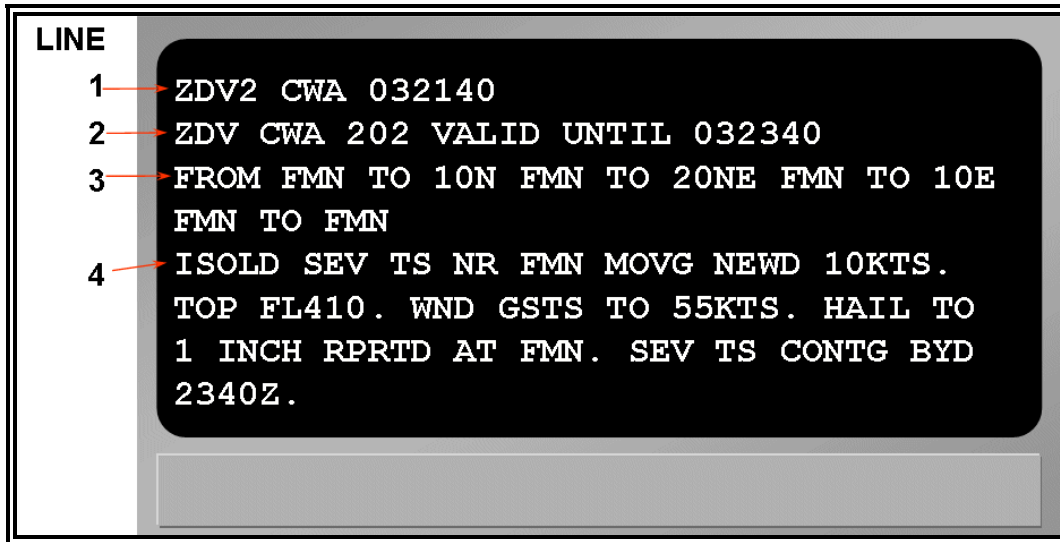 LINE
1 ZDV2 CWA 032140
2 ZDV CWA 202 VALID UNTIL 032340
3 FROM FMN TO 10N FMN TO 20NE FMN TO 10E
FMN TO FMN
4 ISOLD SEV TS NR FMN MOVG NEWD 10KTS.
TOP FL410. WND GSTS TO 55KTS. HAIL TO
1 INCH RPRTD AT FMN. SEV TS CONTG BYD
2340Z.